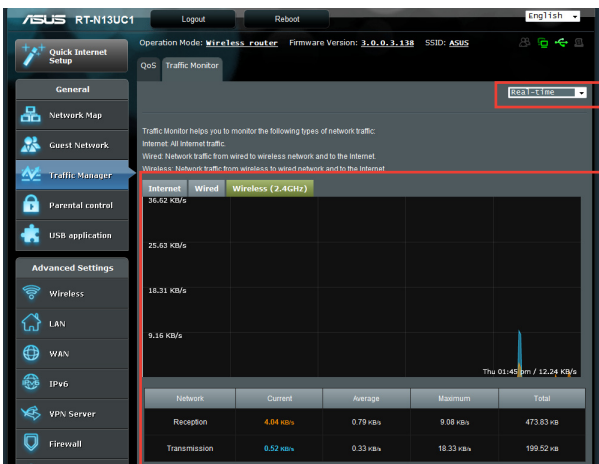 ASUS RT-N13UC1 Logout Reboot English
Operation Mode: Wireless router Firmware Version: 3.0.0.3.138 SSID: ASUS
Quick Internet
Setup
QoS Traffic Monitor
General
Real-time
Network Map
Guest Network
Traffic Manager
Parental control
USB application
Traffic Monitor helps you to monitor the following types of network traffic:
Internet: All Internet traffic.
Wired: Network traffic from wired to wireless network and to the Internet.
Wireless: Network traffic from wireless to wired network and to the Internet.
Internet Wired Wireless (2.4GHz)
36.62 KB/s
25.63 KB/s
18.31 KB/s
9.16 KB/s
Thu 01:45 pm / 12.24 KB/s
Advanced Settings
Wireless
LAN
WAN
IPv6
VPN Server
Firewall
Network Current Average Maximum Total
Reception 4.04 KB/s 0.79 KB/s 9.08 KB/s 473.83 KB
Transmission 0.52 KB/s 0.33 KB/s 18.33 KB/s 199.52 KB